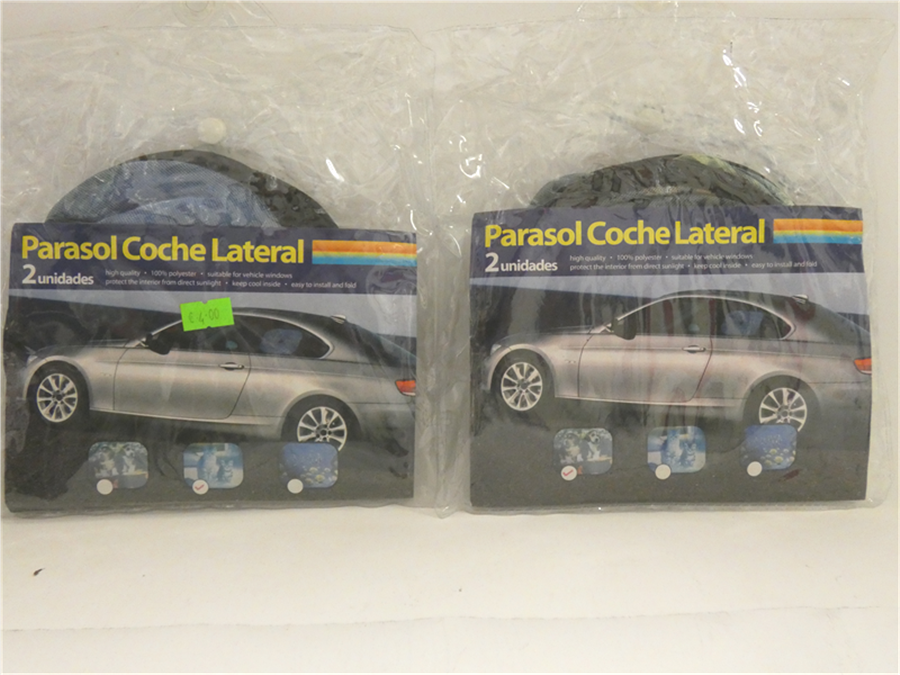 Parasol Coche Lateral
2 unidades
high quality • 100% polyester • suitable for vehicle windows
protect the interior from direct sunlight • keep cool inside • easy to install and fold
€ 4.00
Parasol Coche Lateral
2 unidades
high quality • 100% polyester • suitable for vehicle windows
protect the interior from direct sunlight • keep cool inside • easy to install and fold